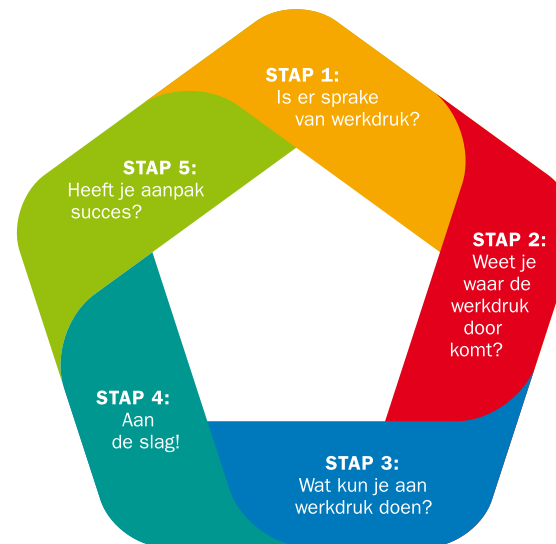 STAP 1:
Is er sprake
van werkdruk?
STAP 2:
Weet je
waar de
werkdruk
door
komt?
STAP 3:
Wat kun je aan
werkdruk doen?
STAP 4:
Aan
de slag!
STAP 5:
Heeft je aanpak
succes?